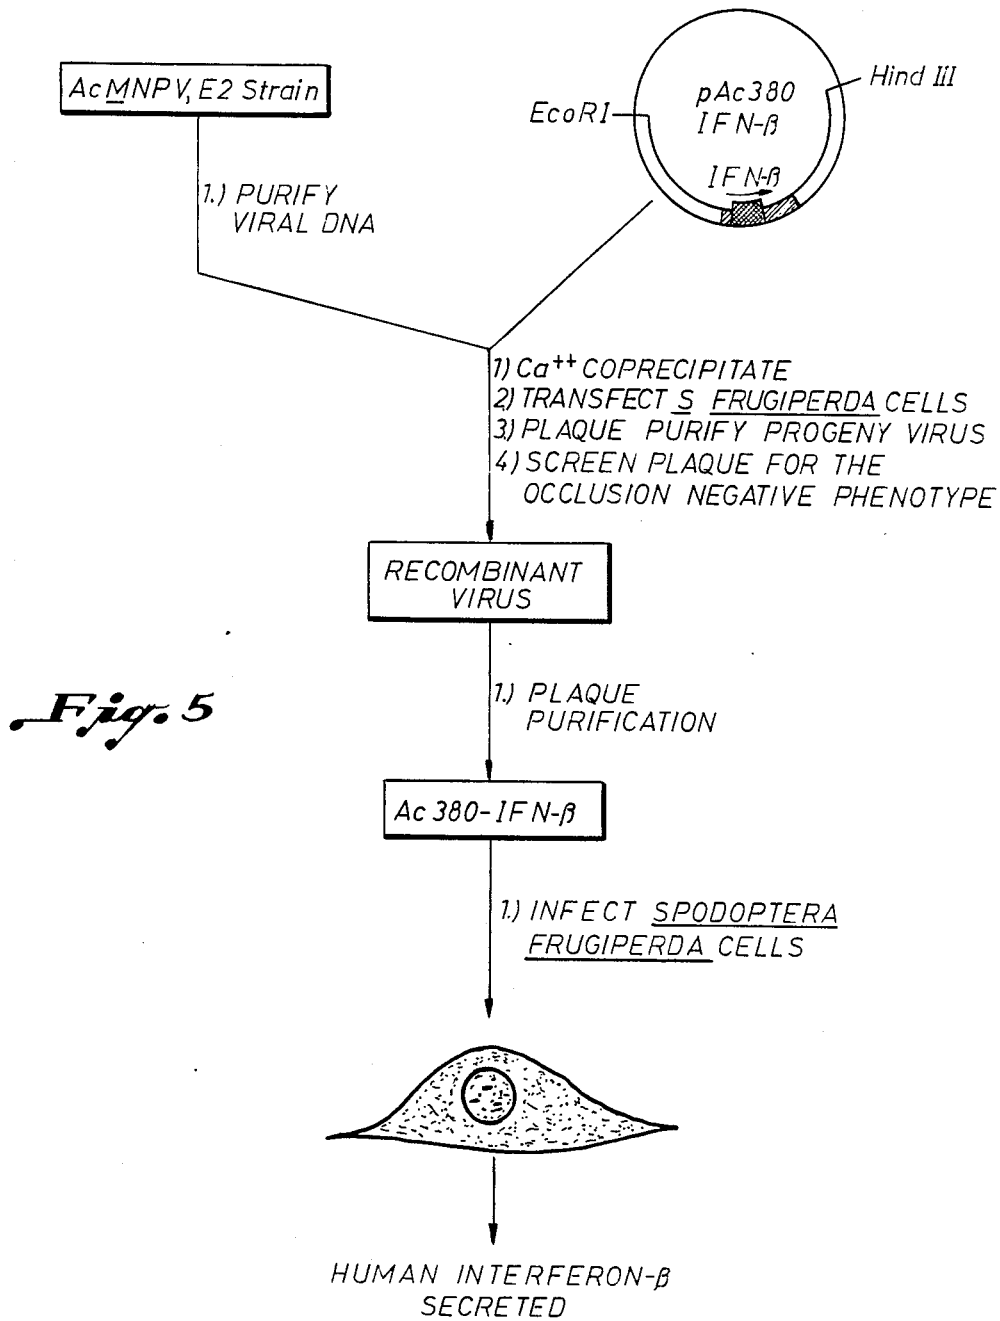 AcMNPV, E2 Strain
EcoRI
pAc380
IFN-β
Hind III
IFN-β
1.) PURIFY
VIRAL DNA
1) Ca++ COPRECIPITATE
2) TRANSFECT S FRUGIPERDA CELLS
3.) PLAQUE PURIFY PROGENY VIRUS
4) SCREEN PLAQUE FOR THE
OCCLUSION NEGATIVE PHENOTYPE
RECOMBINANT
VIRUS
1.) PLAQUE
PURIFICATION
Fig. 5
Ac 380-IFN-β
1.) INFECT SPODOPTERA
FRUGIPERDA CELLS
HUMAN INTERFERON-β
SECRETED